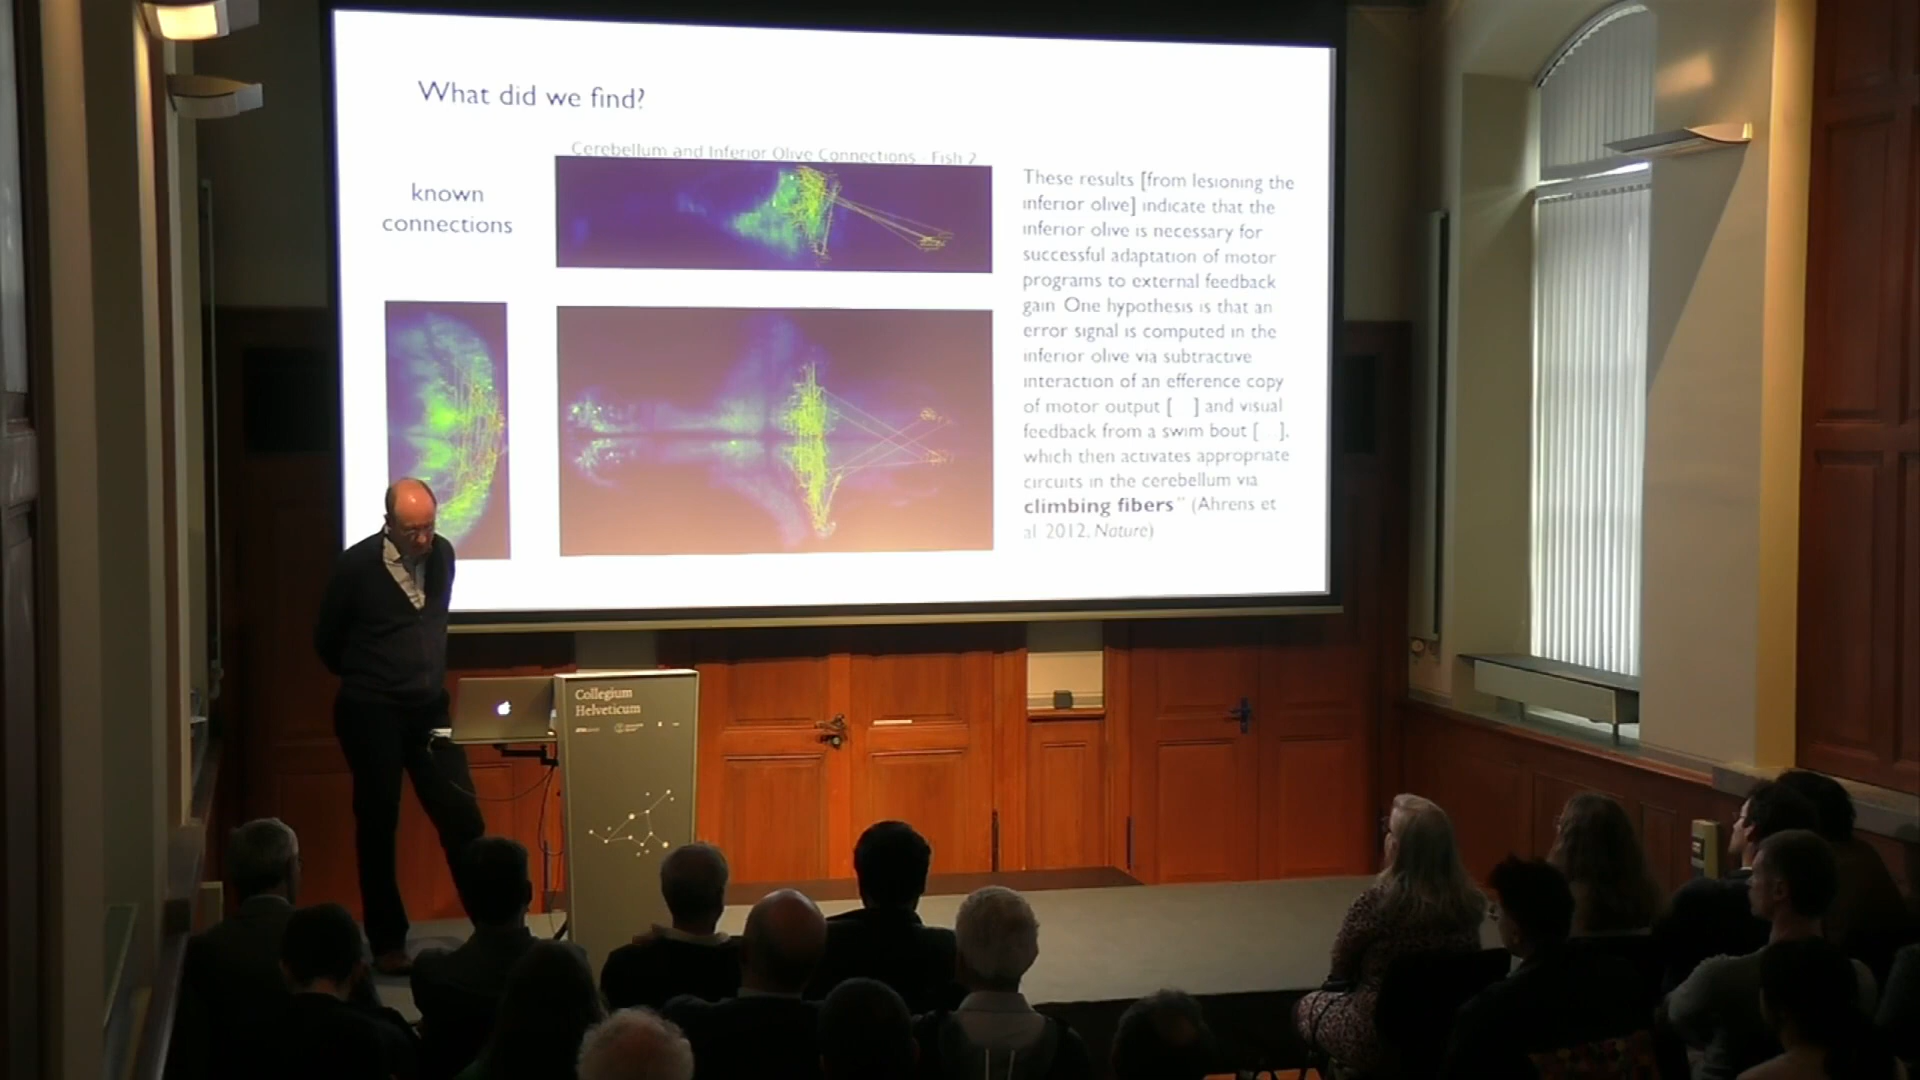 What did we find?
Cerebellum and Inferior Olive Connections - Fish 2
known
connections
These results [from lesioning the
inferior olive] indicate that the
inferior olive is necessary for
successful adaptation of motor
programs to external feedback
gain. One hypothesis is that an
error signal is computed in the
inferior olive via subtractive
interaction of an efference copy
of motor output [ ] and visual
feedback from a swim bout [ ],
which then activates appropriate
circuits in the cerebellum via
climbing fibers" (Ahrens et
al 2012, Nature)
Collegium
Helveticum